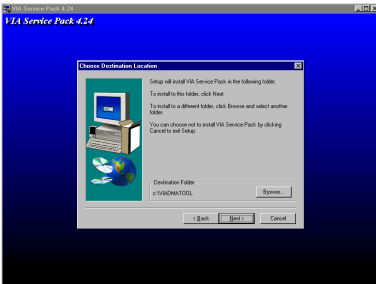 VIA Service Pack 4.24
VIA Service Pack 4.24
Choose Destination Location
Setup will install VIA Service Pack in the following folder.
To install to this folder, click Next.
To install to a different folder, click Browse and select another
folder.
You can choose not to install VIA Service Pack by clicking
Cancel to exit Setup.
Destination Folder
c:\VIADMATOOL
Browse...
< Back
Next >
Cancel